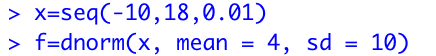 > x=seq(-10,18,0.01)
> f=dnorm(x, mean = 4, sd = 10)